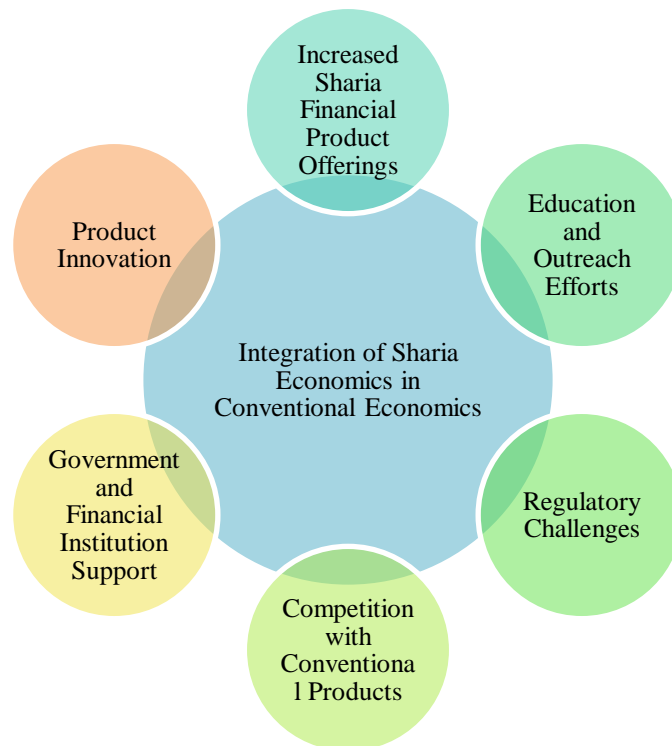 Increased
Sharia
Financial
Product
Offerings
Product
Innovation
Education
and
Outreach
Efforts
Integration of Sharia
Economics in
Conventional Economics
Government
and
Financial
Institution
Support
Regulatory
Challenges
Competition
with
Conventiona
l Products